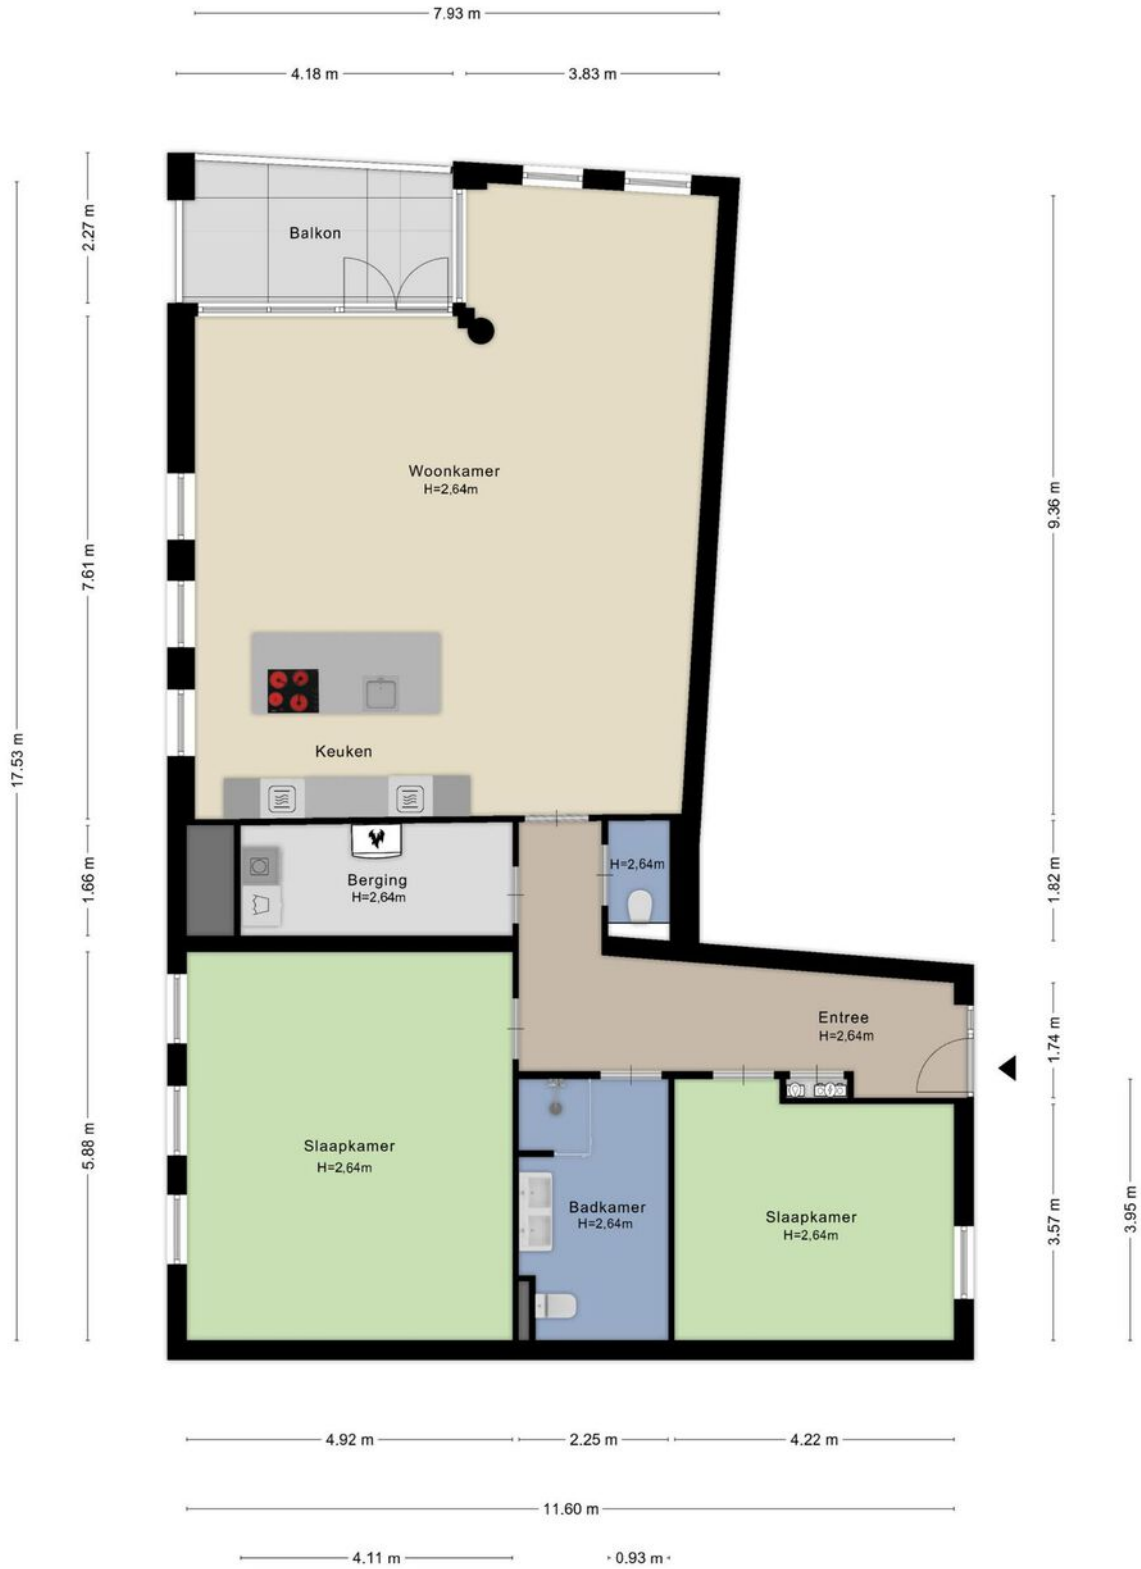 7.93 m
4.18 m
3.83 m
2.27 m
Balkon
17.53 m
7.61 m
9.36 m
Woonkamer
H=2,64m
Keuken
1.66 m
1.82 m
Berging
H=2,64m
H=2,64m
Entree
H=2,64m
1.74 m
5.88 m
Slaapkamer
H=2,64m
Badkamer
H=2,64m
Slaapkamer
H=2,64m
3.57 m
3.95 m
4.92 m
2.25 m
4.22 m
11.60 m
4.11 m
0.93 m